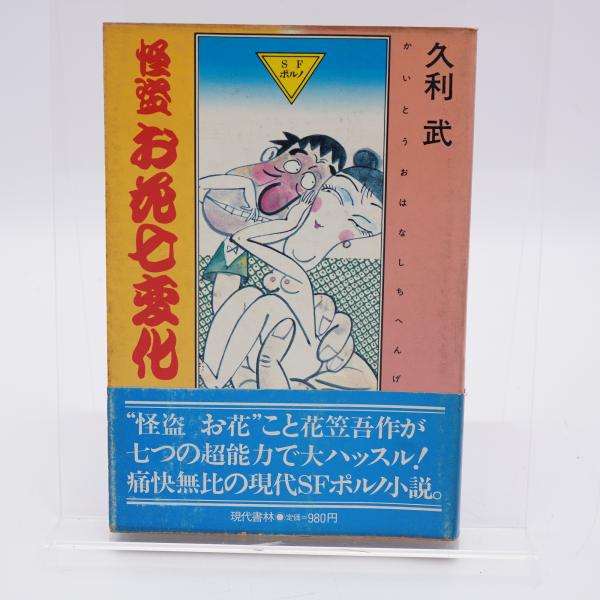 久利 武
かいとうおはなしちへんげ
SF
ポルノ
怪盗 お花七変化
“怪盗 お花”こと花笠吾作が
七つの超能力で大ハッスル!
痛快無比の現代SFポルノ小説。
現代書林●定価=980円